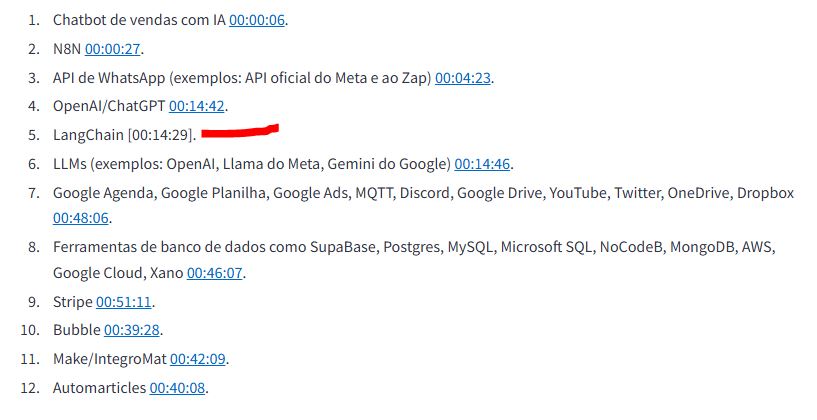 1. Chatbot de vendas com IA 00:00:06.
2. N8N 00:00:27.
3. API de WhatsApp (exemplos: API oficial do Meta e ao Zap) 00:04:23.
4. OpenAI/ChatGPT 00:14:42.
5. LangChain [00:14:29].
6. LLMs (exemplos: OpenAI, Llama do Meta, Gemini do Google) 00:14:46.
7. Google Agenda, Google Planilha, Google Ads, MQTT, Discord, Google Drive, YouTube, Twitter, OneDrive, Dropbox
00:48:06.
8. Ferramentas de banco de dados como SupaBase, Postgres, MySQL, Microsoft SQL, NoCodeB, MongoDB, AWS,
Google Cloud, Xano 00:46:07.
9. Stripe 00:51:11.
10. Bubble 00:39:28.
11. Make/IntegroMat 00:42:09.
12. Automarticles 00:40:08.